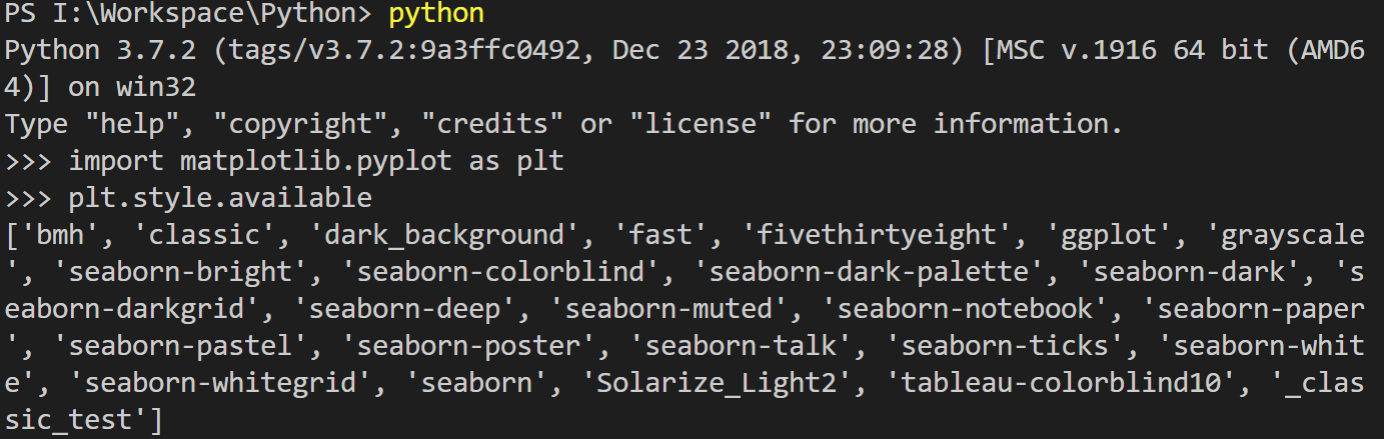 PS I:\Workspace\Python> python
Python 3.7.2 (tags/v3.7.2:9a3ffc0492, Dec 23 2018, 23:09:28) [MSC v.1916 64 bit (AMD6
4)] on win32
Type "help", "copyright", "credits" or "license" for more information.
>>> import matplotlib.pyplot as plt
>>> plt.style.available
['bmh', 'classic', 'dark_background', 'fast', 'fivethirtyeight', 'ggplot', 'grayscale
', 'seaborn-bright', 'seaborn-colorblind', 'seaborn-dark-palette', 'seaborn-dark', 's
eaborn-darkgrid', 'seaborn-deep', 'seaborn-muted', 'seaborn-notebook', 'seaborn-paper
', 'seaborn-pastel', 'seaborn-poster', 'seaborn-talk', 'seaborn-ticks', 'seaborn-whit
e', 'seaborn-whitegrid', 'seaborn', 'Solarize_Light2', 'tableau-colorblind10', '_clas
sic_test']